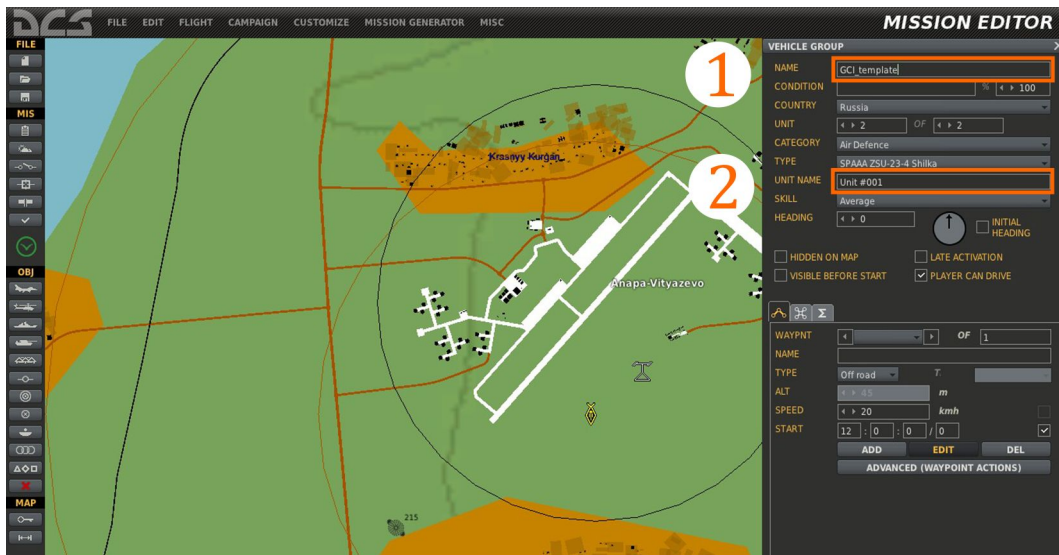 DCS FILE EDIT FLIGHT CAMPAIGN CUSTOMIZE MISSION GENERATOR MISC MISSION EDITOR
FILE
MIS
OBJ
MAP
1
2
Krasnyy Kurgan
Anapa-Vityazevo
215
VEHICLE GROUP X
NAME GCI_template
CONDITION % 100
COUNTRY Russia
UNIT 2 OF 2
CATEGORY Air Defence
TYPE SPAAA ZSU-23-4 Shilka
UNIT NAME Unit #001
SKILL Average
HEADING 0 INITIAL HEADING
HIDDEN ON MAP LATE ACTIVATION
VISIBLE BEFORE START PLAYER CAN DRIVE
Σ
WAYPNT OF 1
NAME
TYPE Off road T.
ALT 45 m
SPEED 20 kmh
START 12 : 0 : 0 / 0
ADD EDIT DEL
ADVANCED (WAYPOINT ACTIONS)